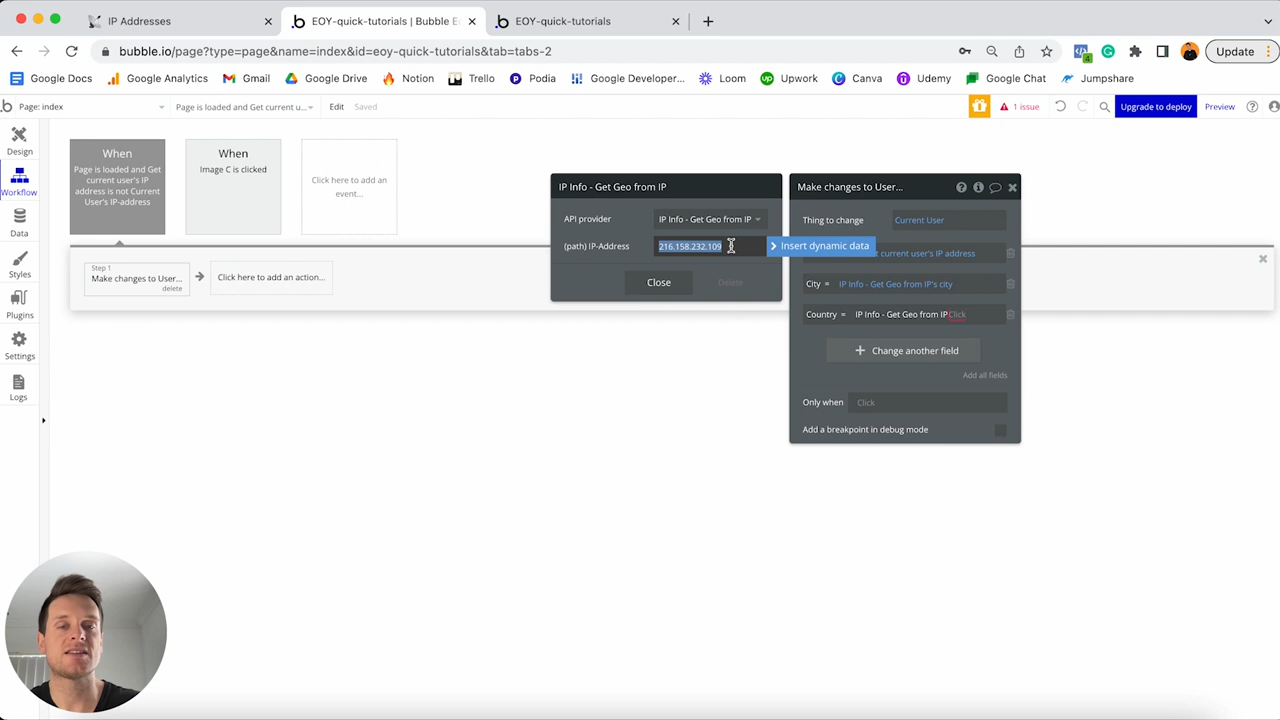 IP Addresses
EOY-quick-tutorials | Bubble E
EOY-quick-tutorials
bubble.io/page?type=page&name=index&id=eoy-quick-tutorials&tab=tabs-2
4
Update
Google Docs
Google Analytics
Gmail
Google Drive
Notion
Trello
Podia
Google Developer...
Loom
Upwork
Canva
Udemy
Google Chat
Jumpshare
Page: index
Page is loaded and Get current u...
Edit
Saved
1 issue
Upgrade to deploy
Preview
Design
Workflow
Data
Styles
Plugins
Settings
Logs
When
Page is loaded and Get
current user's IP
address is not Current
User's IP-address
When
Image C is clicked
Click here to add an
event...
Step 1
Make changes to User...
delete
Click here to add an action...
IP Info - Get Geo from IP
API provider
IP Info - Get Geo from IP
(path) IP-Address
216.158.232.109
Insert dynamic data
Close
Delete
Make changes to User...
Thing to change
Current User
t current user's IP address
City =
IP Info - Get Geo from IP's city
Country =
IP Info - Get Geo from IP Click
Change another field
Add all fields
Only when
Click
Add a breakpoint in debug mode